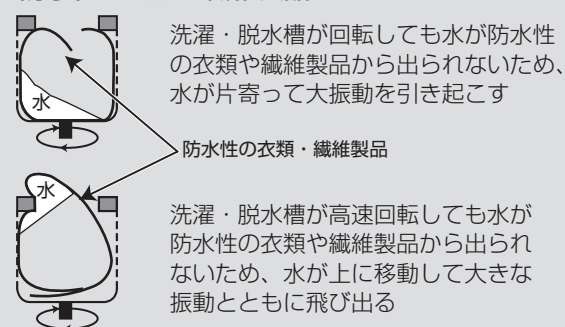 洗濯・脱水槽が回転しても水が防水性
の衣類や繊維製品から出られないため、
水が片寄って大振動を引き起こす
水
防水性の衣類・繊維製品
水
洗濯・脱水槽が高速回転しても水が
防水性の衣類や繊維製品から出られ
ないため、水が上に移動して大きな
振動とともに飛び出る